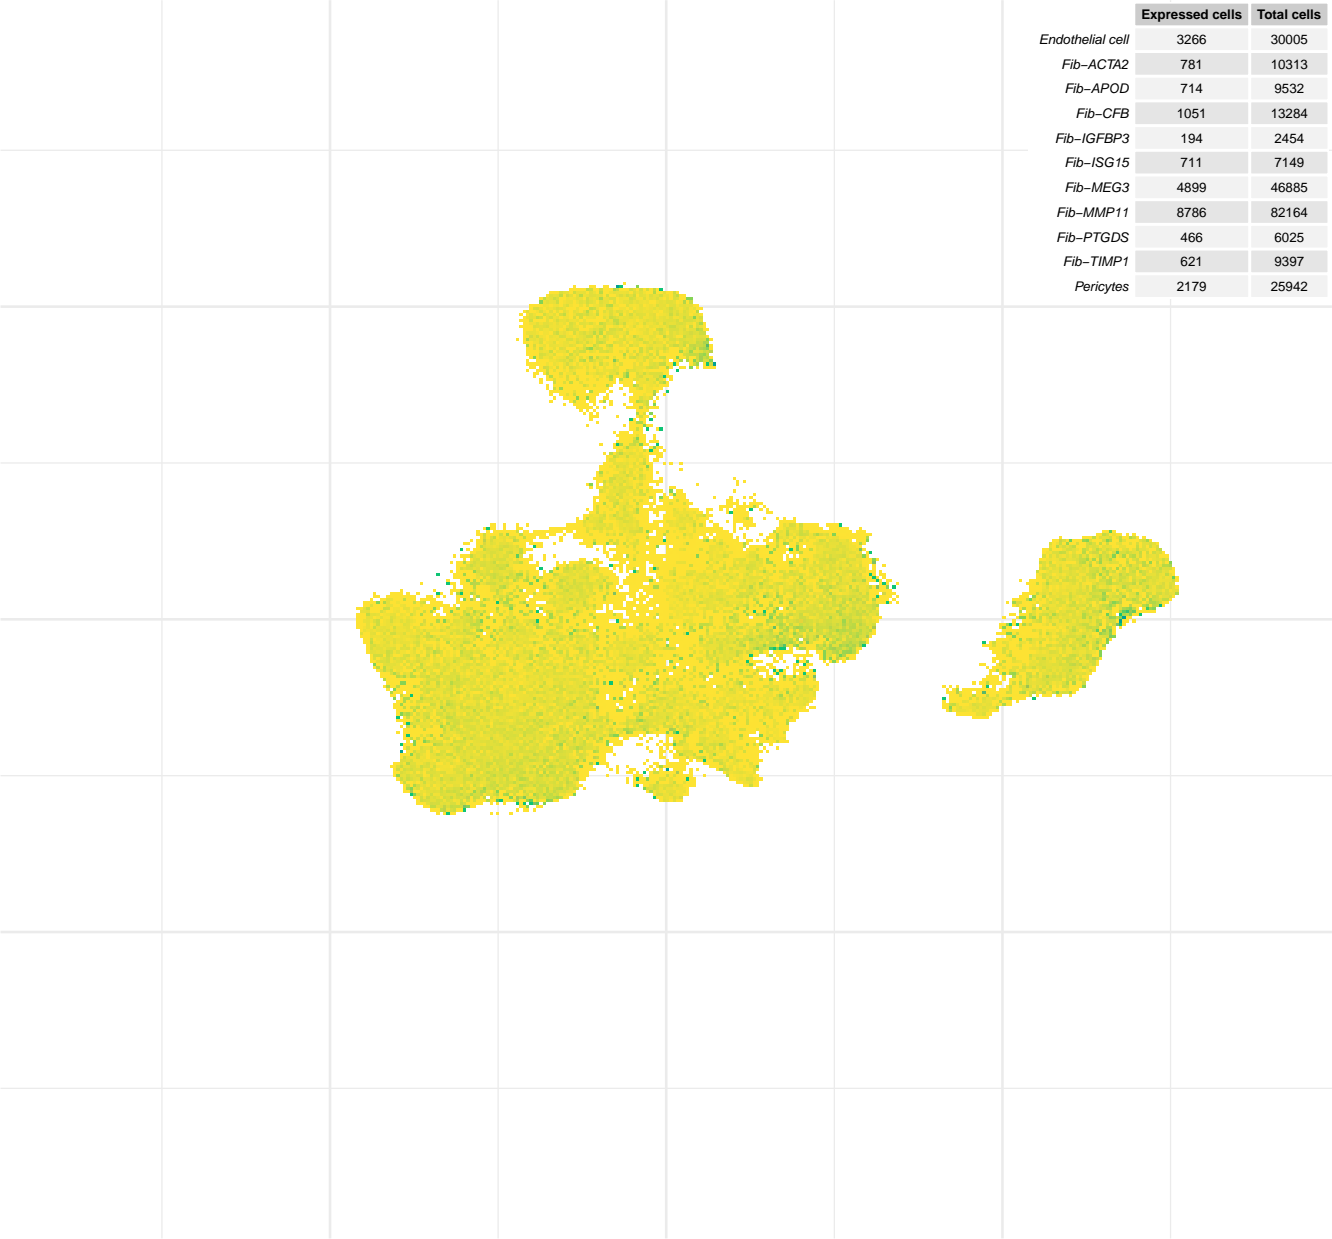 Expressed cells Total cells
Endothelial cell 3266 30005
Fib−ACTA2 781 10313
Fib−APOD 714 9532
Fib−CFB 1051 13284
Fib−IGFBP3 194 2454
Fib−ISG15 711 7149
Fib−MEG3 4899 46885
Fib−MMP11 8786 82164
Fib−PTGDS 466 6025
Fib−TIMP1 621 9397
Pericytes 2179 25942